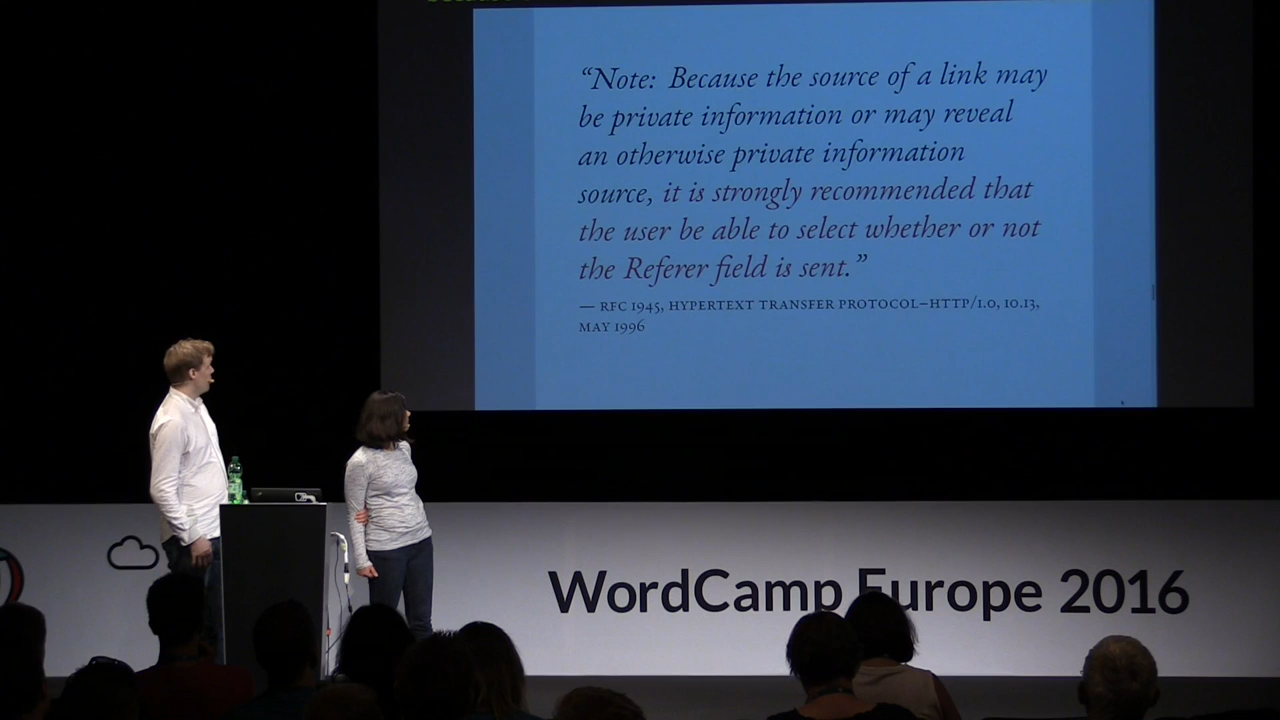 “Note: Because the source of a link may
be private information or may reveal
an otherwise private information
source, it is strongly recommended that
the user be able to select whether or not
the Referer field is sent.”
— RFC 1945, HYPERTEXT TRANSFER PROTOCOL–HTTP/1.0, 10.13,
MAY 1996
WordCamp Europe 2016